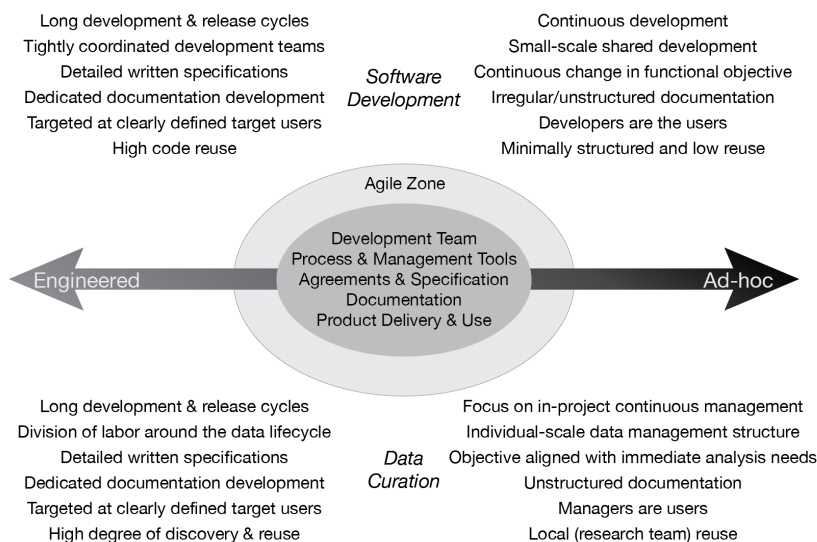 Long development & release cycles
Tightly coordinated development teams
Detailed written specifications
Dedicated documentation development
Targeted at clearly defined target users
High code reuse
Software
Development
Continuous development
Small-scale shared development
Continuous change in functional objective
Irregular/unstructured documentation
Developers are the users
Minimally structured and low reuse
Agile Zone
Development Team
Process & Management Tools
Agreements & Specification
Documentation
Product Delivery & Use
Engineered
Ad-hoc
Long development & release cycles
Division of labor around the data lifecycle
Detailed written specifications
Dedicated documentation development
Targeted at clearly defined target users
High degree of discovery & reuse
Data
Curation
Focus on in-project continuous management
Individual-scale data management structure
Objective aligned with immediate analysis needs
Unstructured documentation
Managers are users
Local (research team) reuse